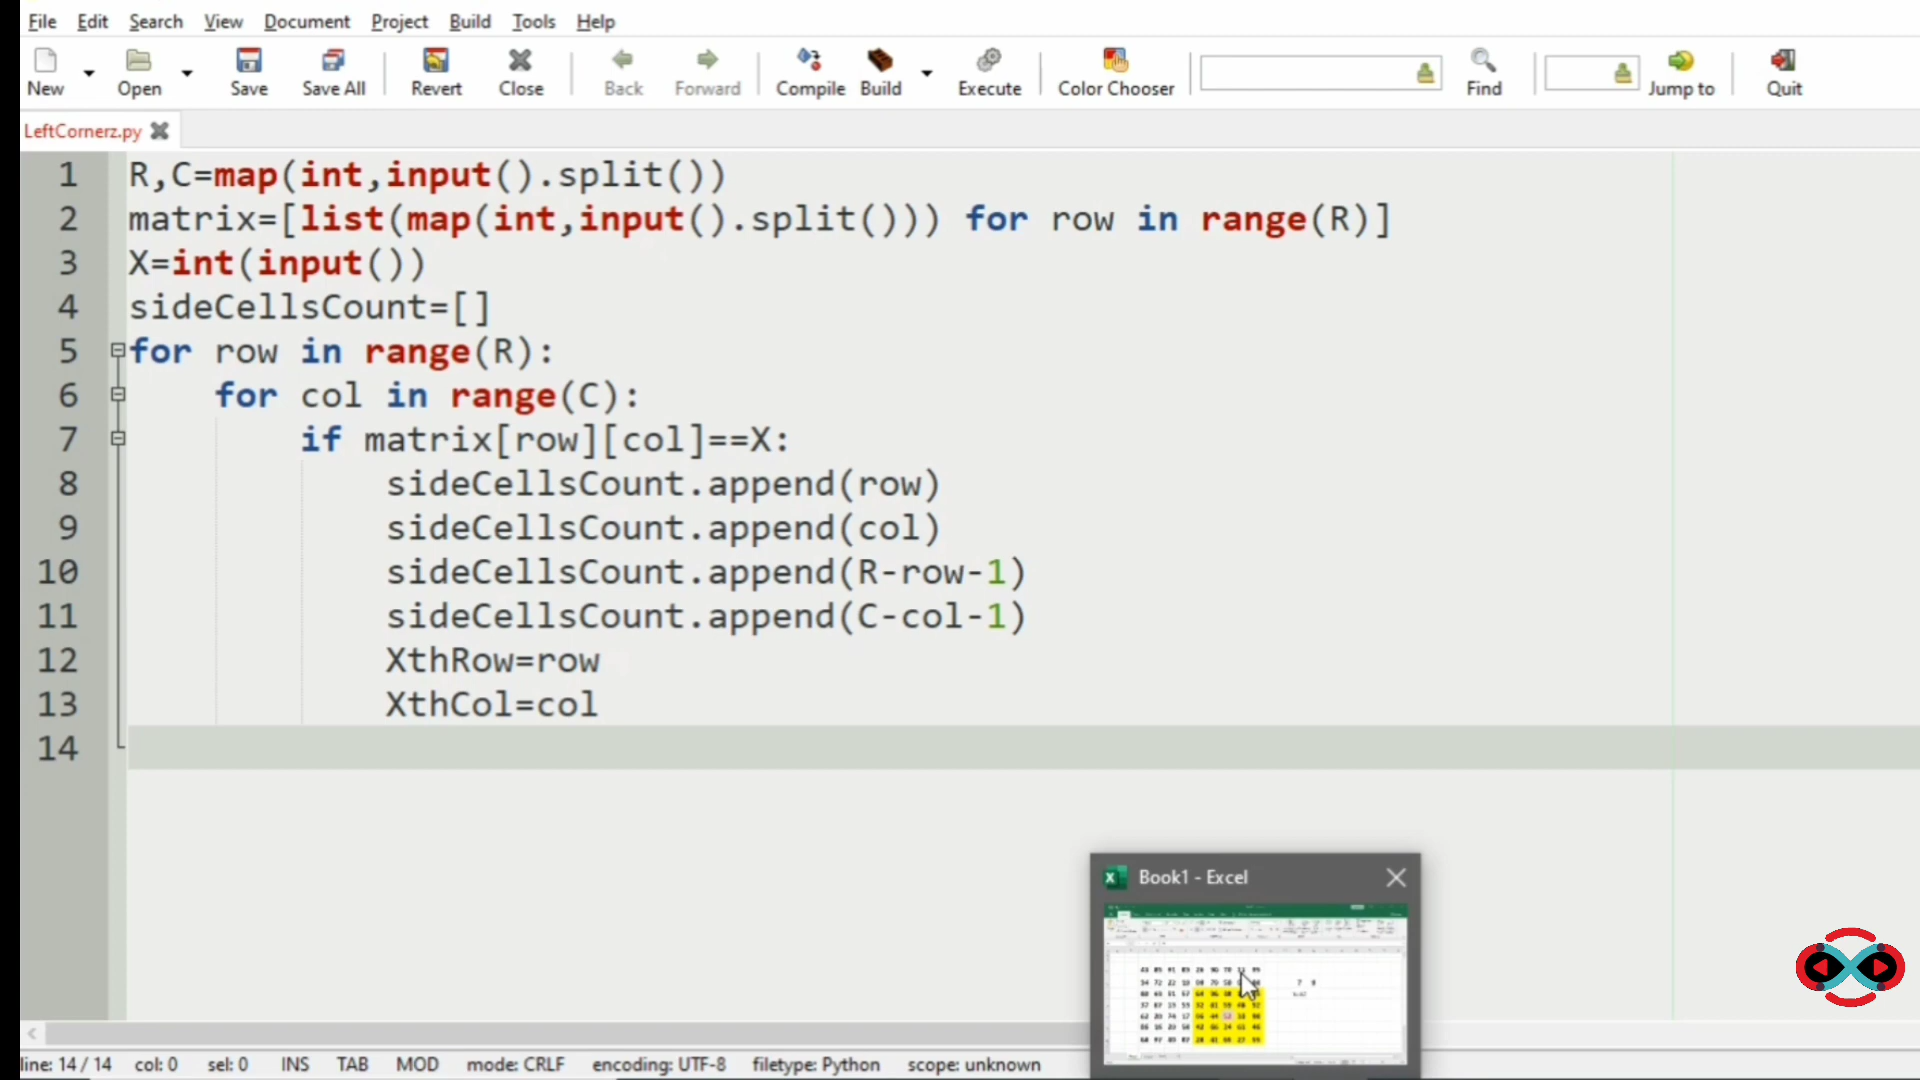 File Edit Search View Document Project Build Tools Help
New Open Save Save All Revert Close Back Forward Compile Build Execute Color Chooser Find Jump to Quit
LeftCornerz.py
1 R,C=map(int,input().split())
2 matrix=[list(map(int,input().split())) for row in range(R)]
3 X=int(input())
4 sideCellsCount=[]
5 for row in range(R):
6 for col in range(C):
7 if matrix[row][col]==X:
8 sideCellsCount.append(row)
9 sideCellsCount.append(col)
10 sideCellsCount.append(R-row-1)
11 sideCellsCount.append(C-col-1)
12 XthRow=row
13 XthCol=col
14
Book1 - Excel
line: 14 / 14 col: 0 sel: 0 INS TAB MOD mode: CRLF encoding: UTF-8 filetype: Python scope: unknown